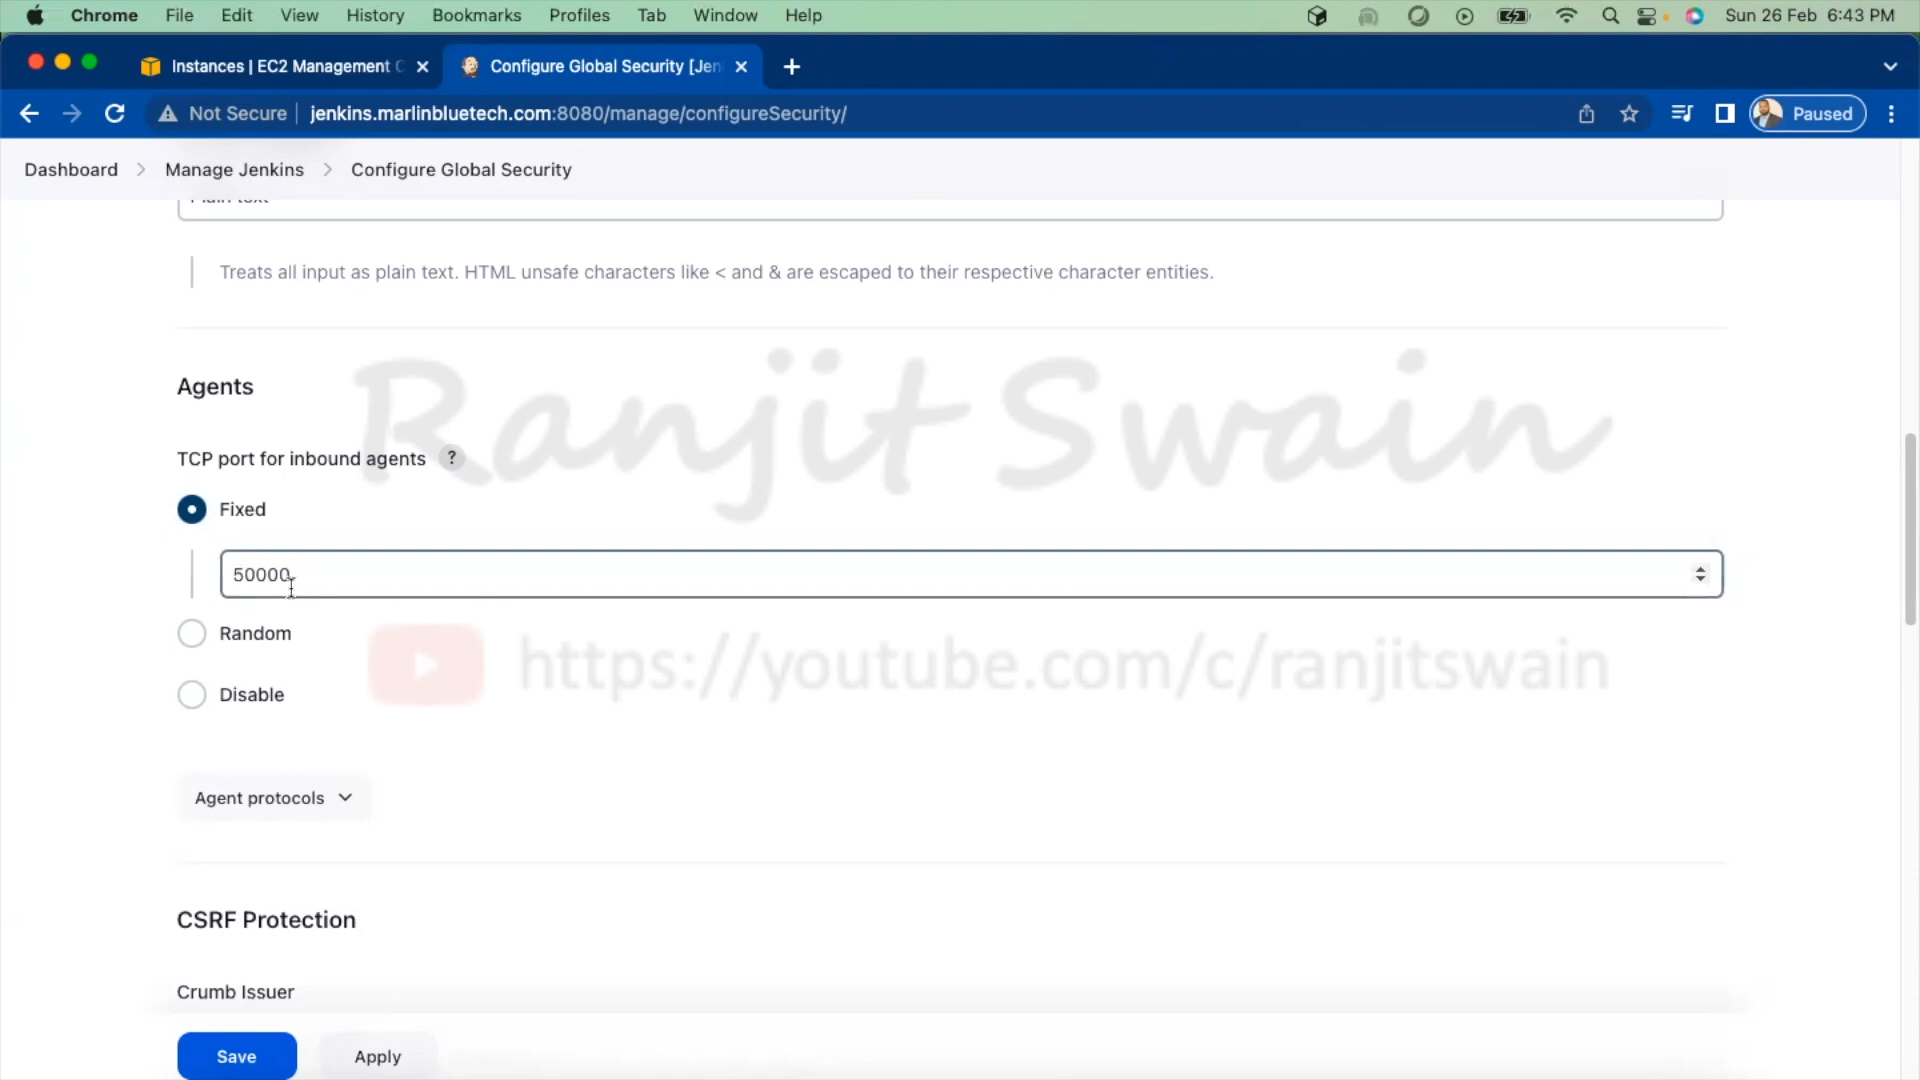 Chrome File Edit View History Bookmarks Profiles Tab Window Help Sun 26 Feb 6:43 PM
Instances | EC2 Management C Configure Global Security [Jen
Not Secure jenkins.marlinbluetech.com:8080/manage/configureSecurity/ Paused
Dashboard Manage Jenkins Configure Global Security
Plain text
Treats all input as plain text. HTML unsafe characters like < and & are escaped to their respective character entities.
Ranjit Swain
Agents
TCP port for inbound agents ?
Fixed
50000
Random
https://youtube.com/c/ranjitswain
Disable
Agent protocols
CSRF Protection
Crumb Issuer
Save Apply